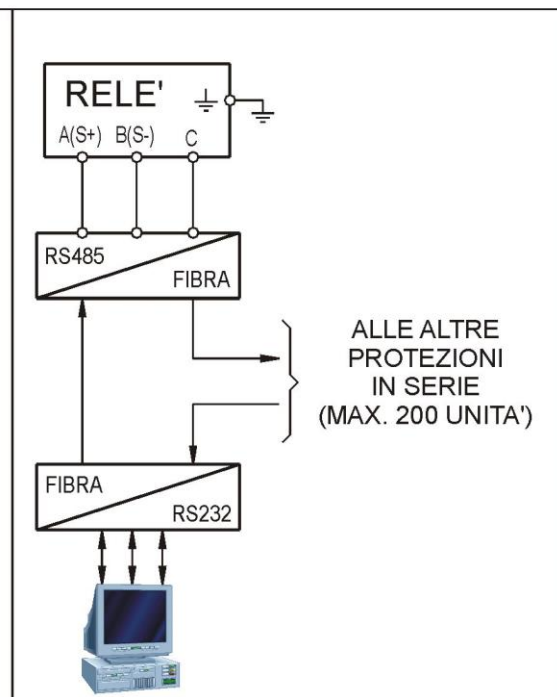 RELE'
A(S+) B(S-) C
RS485
FIBRA
ALLE ALTRE
PROTEZIONI
IN SERIE
(MAX. 200 UNITA')
FIBRA
RS232